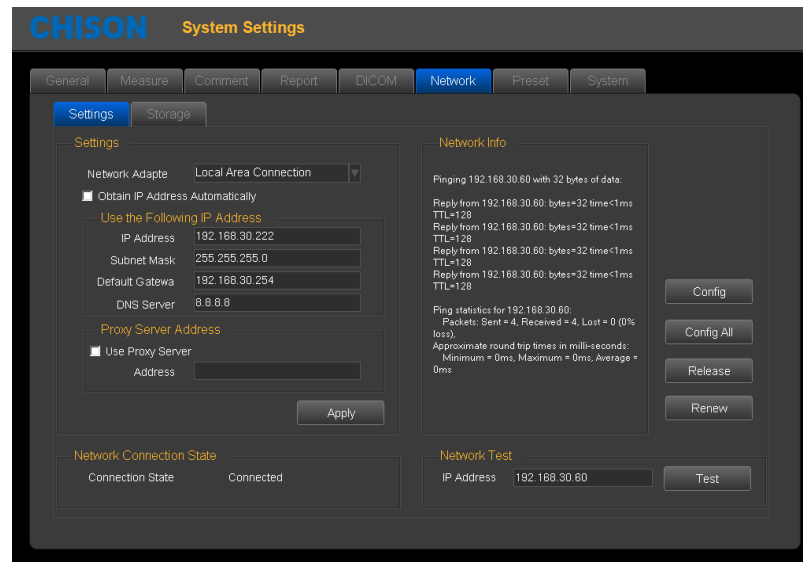 CHISON
System Settings
General Measure Comment Report DICOM Network Preset System
Settings Storage
Settings
Network Adapte Local Area Connection
Obtain IP Address Automatically
Use the Following IP Address
IP Address 192.168.30.222
Subnet Mask 255.255.255.0
Default Gatewa 192.168.30.254
DNS Server 8.8.8.8
Proxy Server Address
Use Proxy Server
Address
Apply
Network Info
Pinging 192.168.30.60 with 32 bytes of data:
Reply from 192.168.30.60: bytes=32 time<1ms
TTL=128
Reply from 192.168.30.60: bytes=32 time<1ms
TTL=128
Reply from 192.168.30.60: bytes=32 time<1ms
TTL=128
Reply from 192.168.30.60: bytes=32 time<1ms
TTL=128
Ping statistics for 192.168.30.60:
Packets: Sent = 4, Received = 4, Lost = 0 (0%
loss),
Approximate round trip times in milli-seconds:
Minimum = 0ms, Maximum = 0ms, Average =
0ms
Config
Config All
Release
Renew
Network Connection State
Connection State Connected
Network Test
IP Address 192.168.30.60 Test